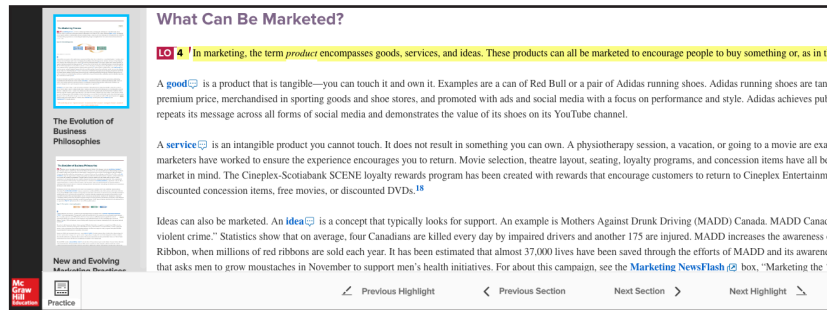 What Can Be Marketed?
LO 4 In marketing, the term product encompasses goods, services, and ideas. These products can all be marketed to encourage people to buy something or, as in t
A good is a product that is tangible—you can touch it and own it. Examples are a can of Red Bull or a pair of Adidas running shoes. Adidas running shoes are tan
premium price, merchandised in sporting goods and shoe stores, and promoted with ads and social media with a focus on performance and style. Adidas achieves pub
repeats its message across all forms of social media and demonstrates the value of its shoes on its YouTube channel.
The Evolution of
Business
Philosophies
A service is an intangible product you cannot touch. It does not result in something you can own. A physiotherapy session, a vacation, or going to a movie are exa
marketers have worked to ensure the experience encourages you to return. Movie selection, theatre layout, seating, loyalty programs, and concession items have all be
market in mind. The Cineplex-Scotiabank SCENE loyalty rewards program has been created with rewards that encourage customers to return to Cineplex Entertainm
discounted concession items, free movies, or discounted DVDs.18
Ideas can also be marketed. An idea is a concept that typically looks for support. An example is Mothers Against Drunk Driving (MADD) Canada. MADD Canad
violent crime.” Statistics show that on average, four Canadians are killed every day by impaired drivers and another 175 are injured. MADD increases the awareness
Ribbon, when millions of red ribbons are sold each year. It has been estimated that almost 37,000 lives have been saved through the efforts of MADD and its awarene
that asks men to grow moustaches in November to support men's health initiatives. For about this campaign, see the Marketing NewsFlash box, “Marketing the
New and Evolving
Marketing Practices
Mc
Graw
Hill
Education
Practice
Previous Highlight
Previous Section
Next Section
Next Highlight